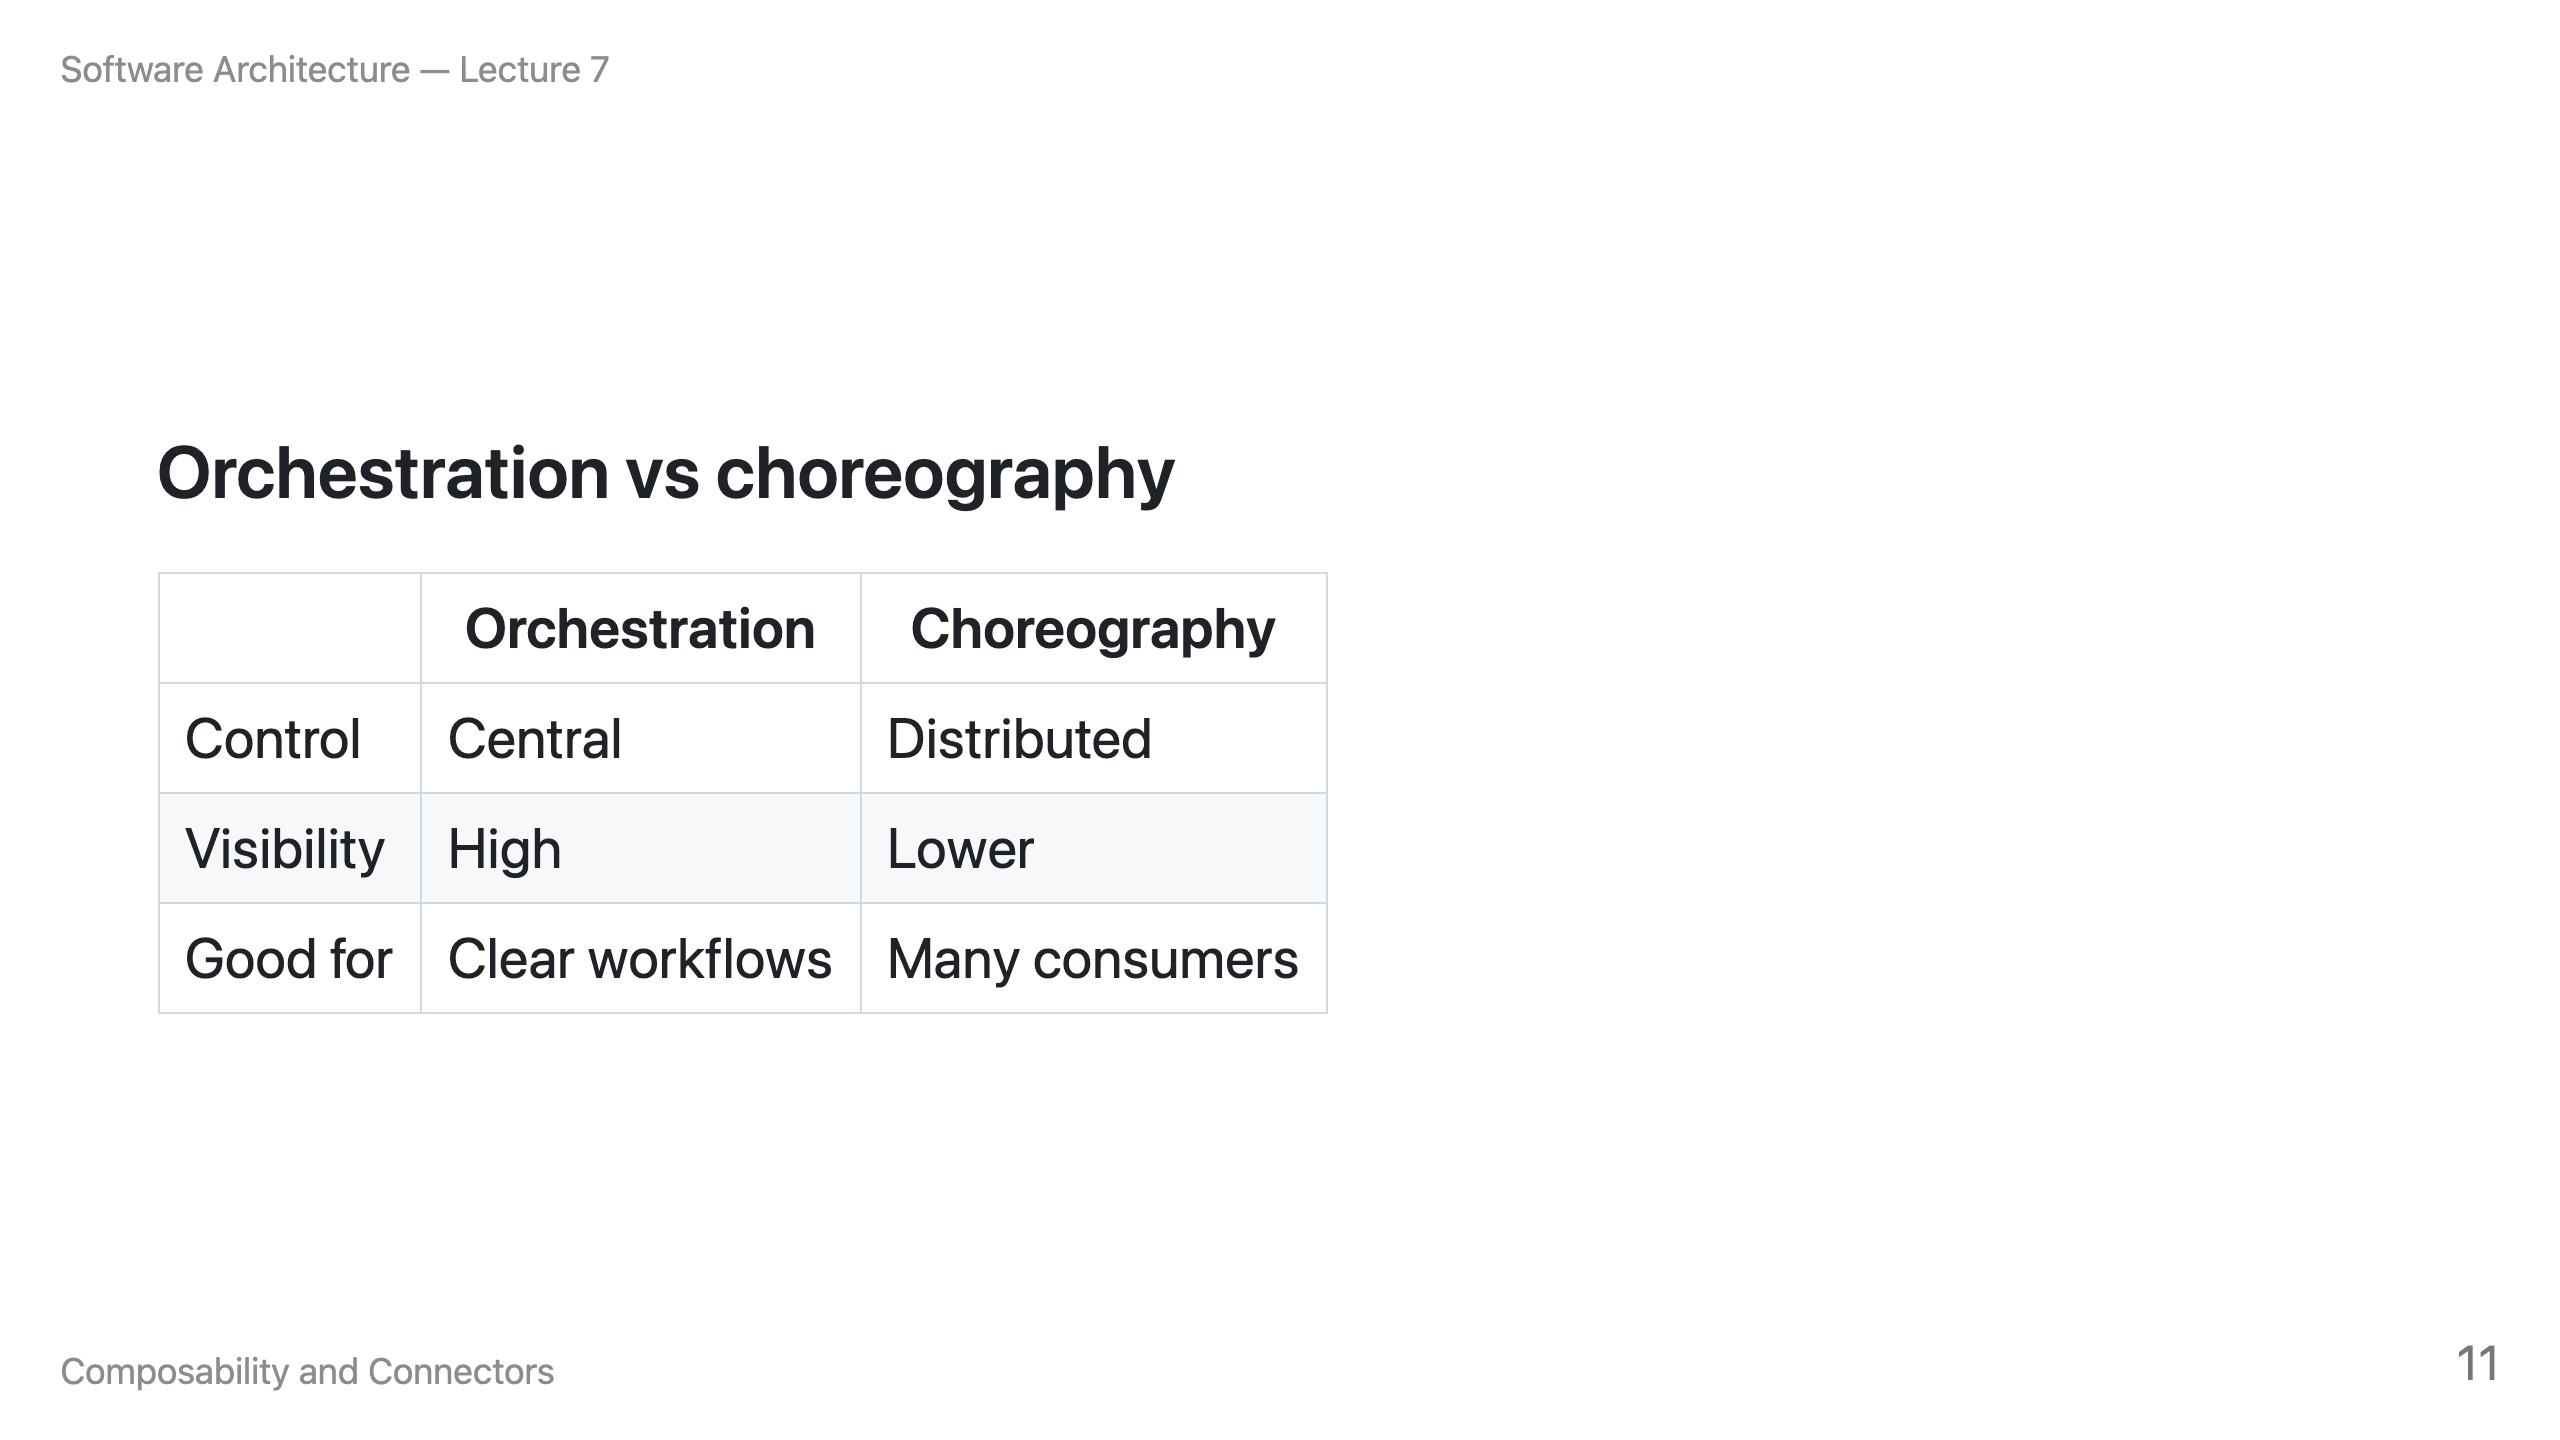 Software Architecture — Lecture 7
Orchestration vs choreography
Orchestration Choreography
Control Central Distributed
Visibility High Lower
Good for Clear workflows Many consumers
Composability and Connectors
11